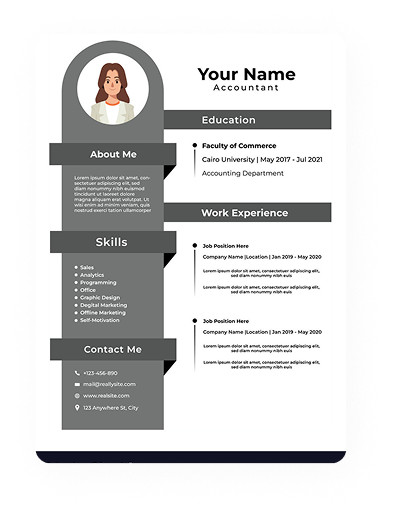 Your Name
Accountant
About Me
Lorem ipsum dolor sit amet, con-
sectetuer adipiscing elit, sed
diam nonummy nibh euismod
tincidunt ut laoreet dolore
magna aliquam erat volutpat.
Ut wisi enim ad minim veniam,
quis nostrud exerci tation ullamcorper
Skills
Sales
Analytics
Programming
Office
Graphic Design
Degital Marketing
Offline Marketing
Self-Motivation
Contact Me
+123-456-890
mail@reallysite.com
www.realsite.com
123 Anywhere St, City
Education
Faculty of Commerce
Cairo University | May 2017 - Jul 2021
Accounting Department
Work Experience
Job Position Here
Company Name |Location | Jan 2019 - May 2020
Lorem ipsum dolor sit amet, consectetuer adipiscing elit,
sed diam nonummy nibh euis
Lorem ipsum dolor sit amet, consectetuer adipiscing elit,
sed diam nonummy nibh euis
Job Position Here
Company Name |Location | Jan 2019 - May 2020
Lorem ipsum dolor sit amet, consectetuer adipiscing elit,
sed diam nonummy nibh euis
Lorem ipsum dolor sit amet, consectetuer adipiscing elit,
sed diam nonummy nibh euis